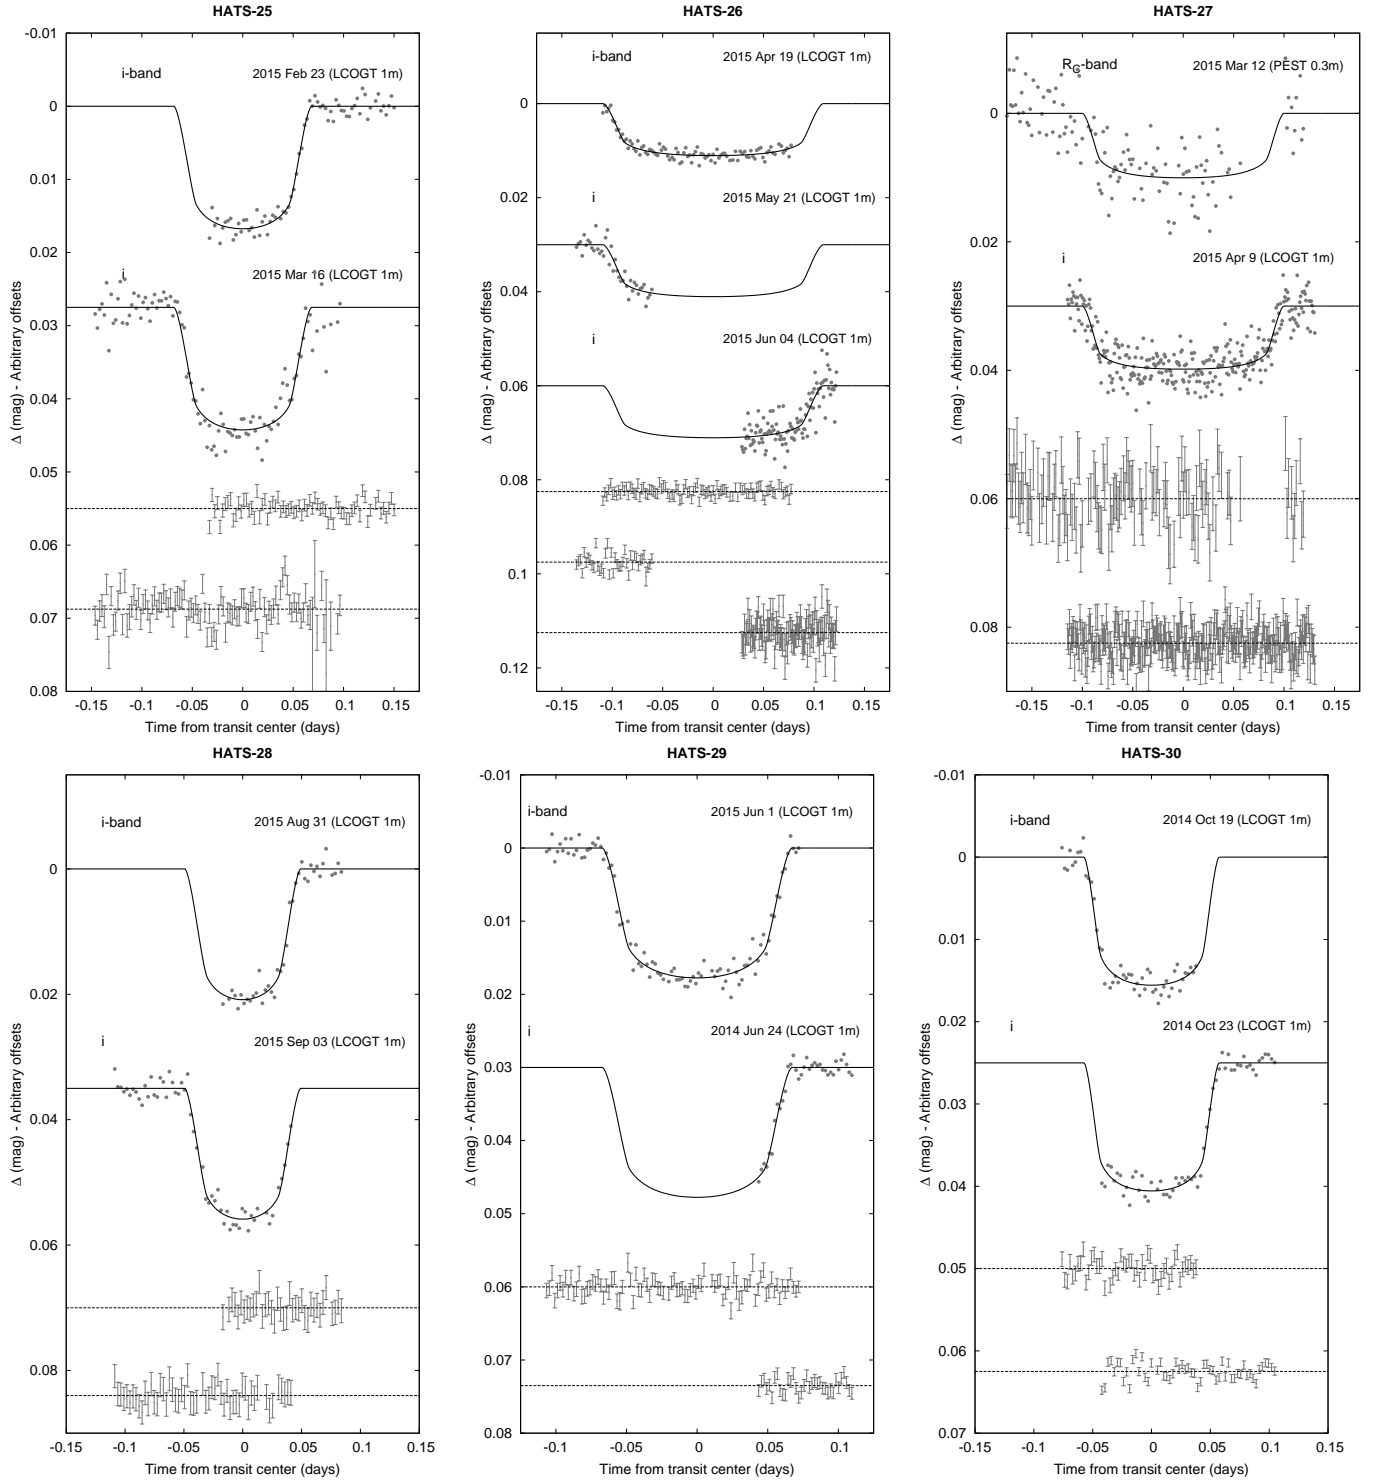 HATS-25
-0.01
0
0.01
0.02
0.03
0.04
0.05
0.06
0.07
0.08
Δ (mag) - Arbitrary offsets
i-band
2015 Feb 23 (LCOGT 1m)
i
2015 Mar 16 (LCOGT 1m)
-0.15 -0.1 -0.05 0 0.05 0.1 0.15
Time from transit center (days)
HATS-26
0
0.02
0.04
0.06
0.08
0.1
0.12
Δ (mag) - Arbitrary offsets
i-band
2015 Apr 19 (LCOGT 1m)
i
2015 May 21 (LCOGT 1m)
i
2015 Jun 04 (LCOGT 1m)
-0.15 -0.1 -0.05 0 0.05 0.1 0.15
Time from transit center (days)
HATS-27
0
0.02
0.04
0.06
0.08
Δ (mag) - Arbitrary offsets
RC-band
2015 Mar 12 (PEST 0.3m)
i
2015 Apr 9 (LCOGT 1m)
-0.15 -0.1 -0.05 0 0.05 0.1 0.15
Time from transit center (days)
HATS-28
0
0.02
0.04
0.06
0.08
Δ (mag) - Arbitrary offsets
i-band
2015 Aug 31 (LCOGT 1m)
i
2015 Sep 03 (LCOGT 1m)
-0.15 -0.1 -0.05 0 0.05 0.1 0.15
Time from transit center (days)
HATS-29
-0.01
0
0.01
0.02
0.03
0.04
0.05
0.06
0.07
0.08
Δ (mag) - Arbitrary offsets
i-band
2015 Jun 1 (LCOGT 1m)
i
2014 Jun 24 (LCOGT 1m)
-0.1 -0.05 0 0.05 0.1
Time from transit center (days)
HATS-30
-0.01
0
0.01
0.02
0.03
0.04
0.05
0.06
0.07
Δ (mag) - Arbitrary offsets
i-band
2014 Oct 19 (LCOGT 1m)
i
2014 Oct 23 (LCOGT 1m)
-0.15 -0.1 -0.05 0 0.05 0.1 0.15
Time from transit center (days)